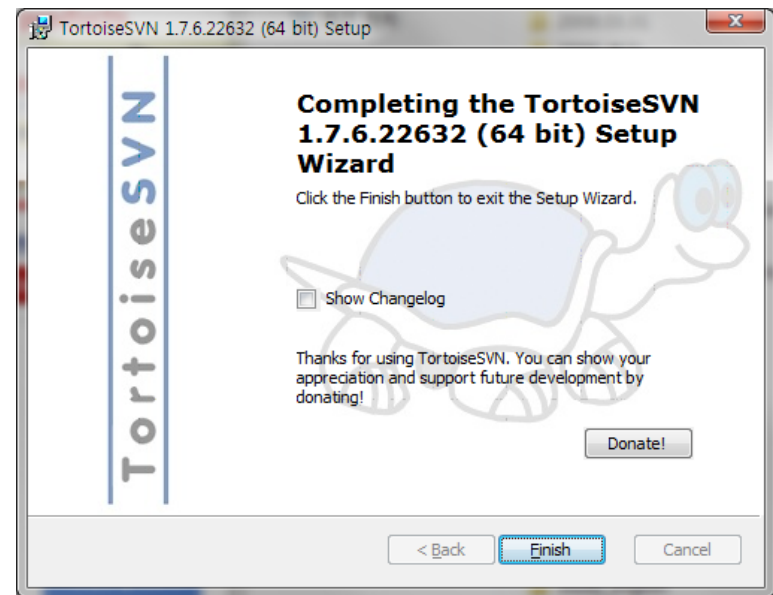 TortoiseSVN 1.7.6.22632 (64 bit) Setup
TortoiseSVN
Completing the TortoiseSVN
1.7.6.22632 (64 bit) Setup
Wizard
Click the Finish button to exit the Setup Wizard.
Show Changelog
Thanks for using TortoiseSVN. You can show your
appreciation and support future development by
donating!
Donate!
< Back
Finish
Cancel